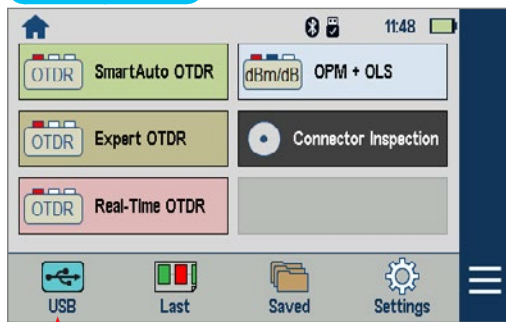 11:48
OTDR SmartAuto OTDR
dBm/dB OPM + OLS
OTDR Expert OTDR
Connector Inspection
OTDR Real-Time OTDR
USB Last Saved Settings